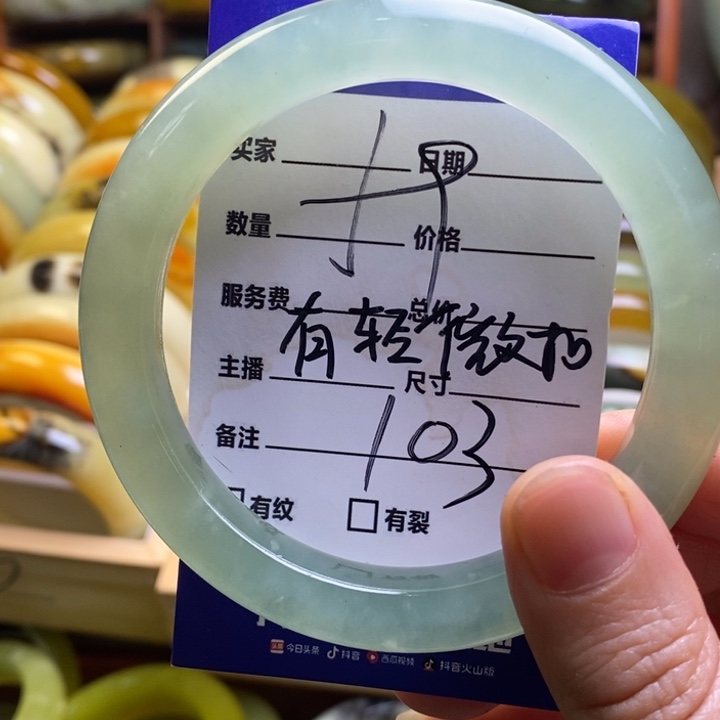 买家 日期
数量 价格
服务费 总价
有轻微
主播 尺寸
103
备注
有纹 有裂
今日头条 抖音 西瓜视频 抖音火山版